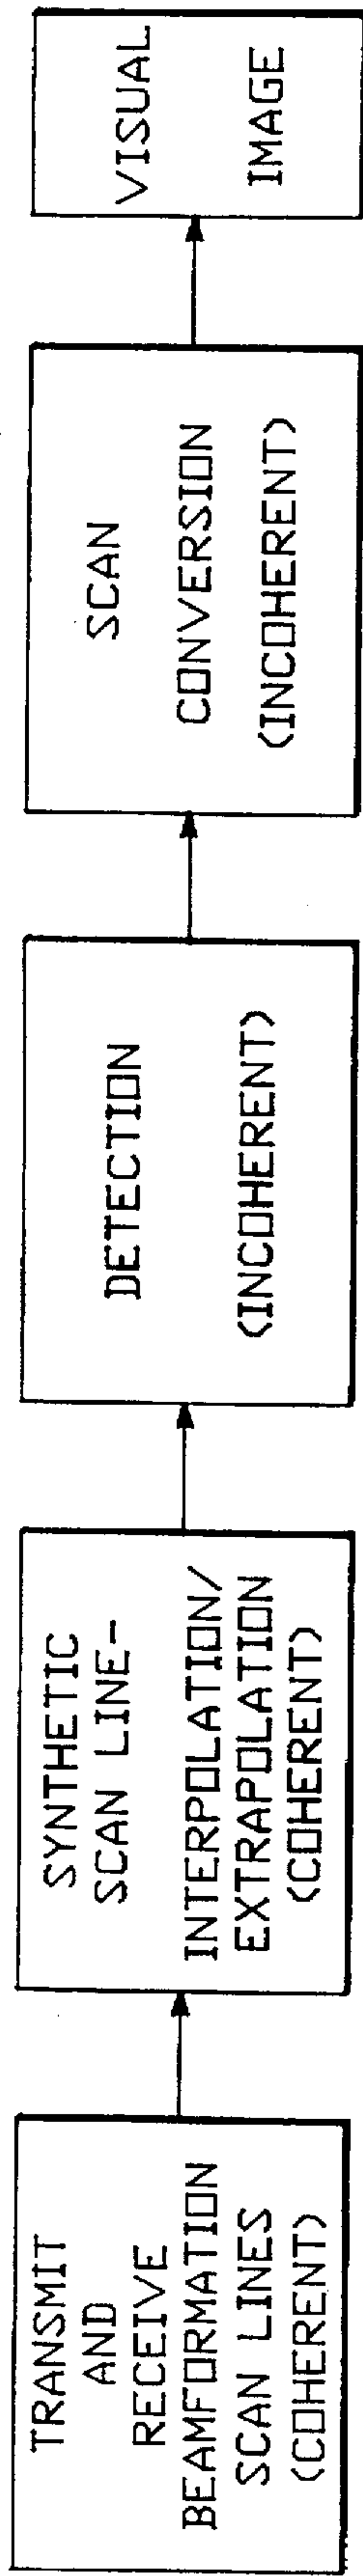 TRANSMIT
AND
RECEIVE
BEAMFORMATION
SCAN LINES
(COHERENT)
SYNTHETIC
SCAN LINE-
INTERPOLATION/
EXTRAPOLATION
(COHERENT)
DETECTION
(INCOHERENT)
SCAN
CONVERSION
(INCOHERENT)
VISUAL
IMAGE